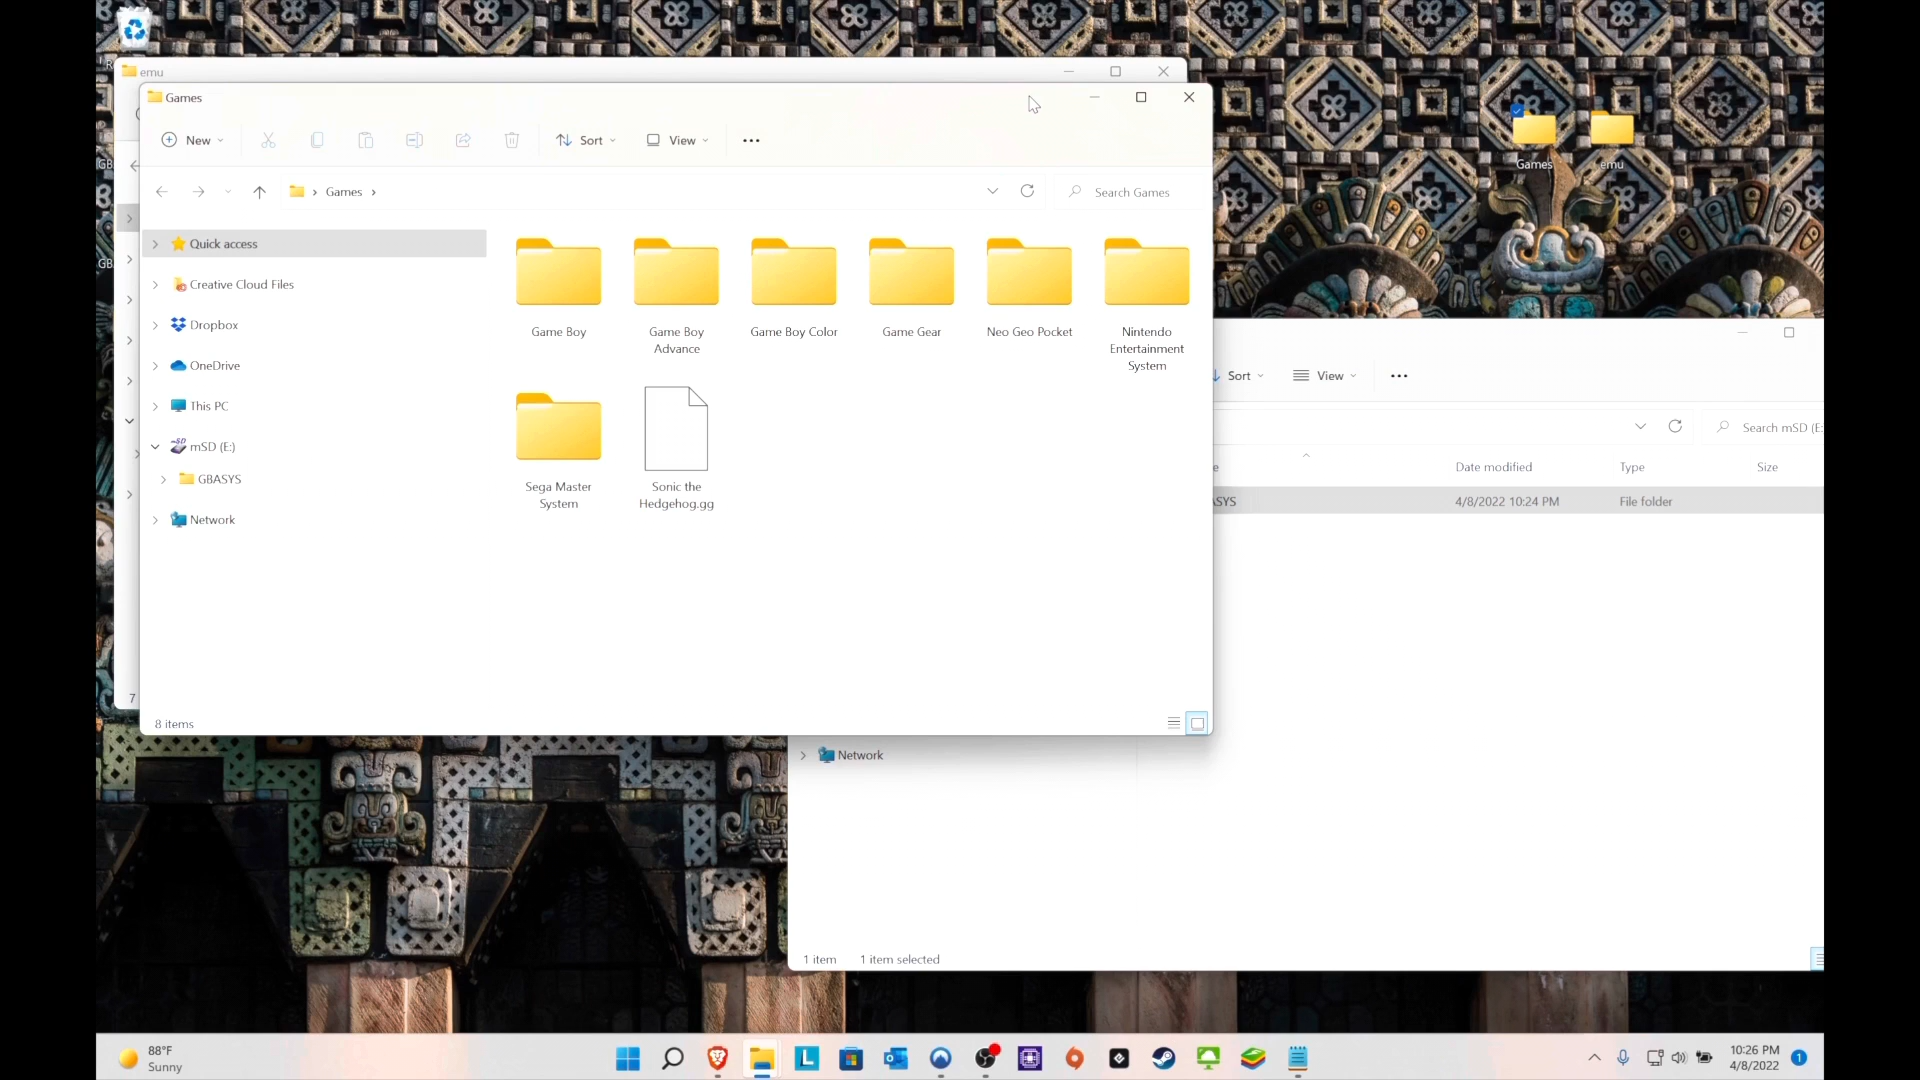 emu
Games
New
Sort
View
Games
Search Games
Quick access
Creative Cloud Files
Dropbox
OneDrive
This PC
mSD (E:)
GBASYS
Network
Game Boy
Game Boy
Advance
Game Boy Color
Game Gear
Neo Geo Pocket
Nintendo
Entertainment
System
Sega Master
System
Sonic the
Hedgehog.gg
8 items
7
GB
GB
Games
emu
Sort
View
Search mSD (E:
Date modified
Type
Size
4/8/2022 10:24 PM
File folder
Network
1 item
1 item selected
88°F
Sunny
10:26 PM
4/8/2022
1